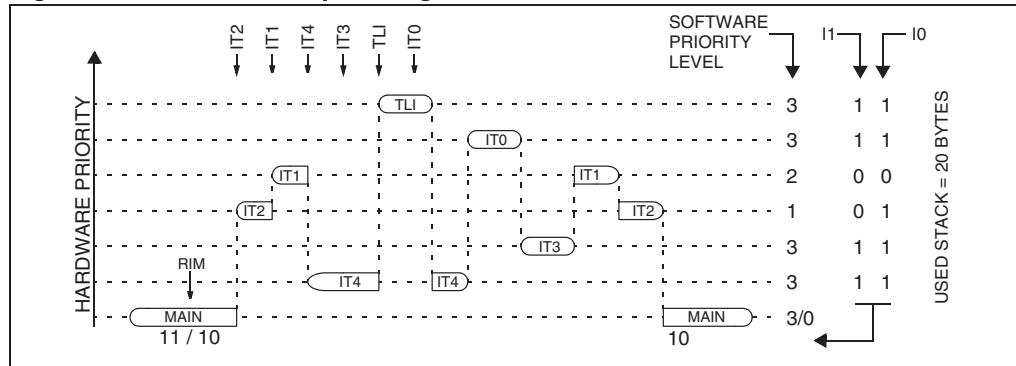 IT2
IT1
IT4
IT3
TLI
IT0
SOFTWARE
PRIORITY
LEVEL
I1
I0
HARDWARE PRIORITY
TLI
3 1 1
IT0
3 1 1
IT1
IT1
2 0 0
IT2
IT2
1 0 1
IT3
3 1 1
RIM
IT4
IT4
3 1 1
MAIN
MAIN
3/0
11 / 10
10
USED STACK = 20 BYTES